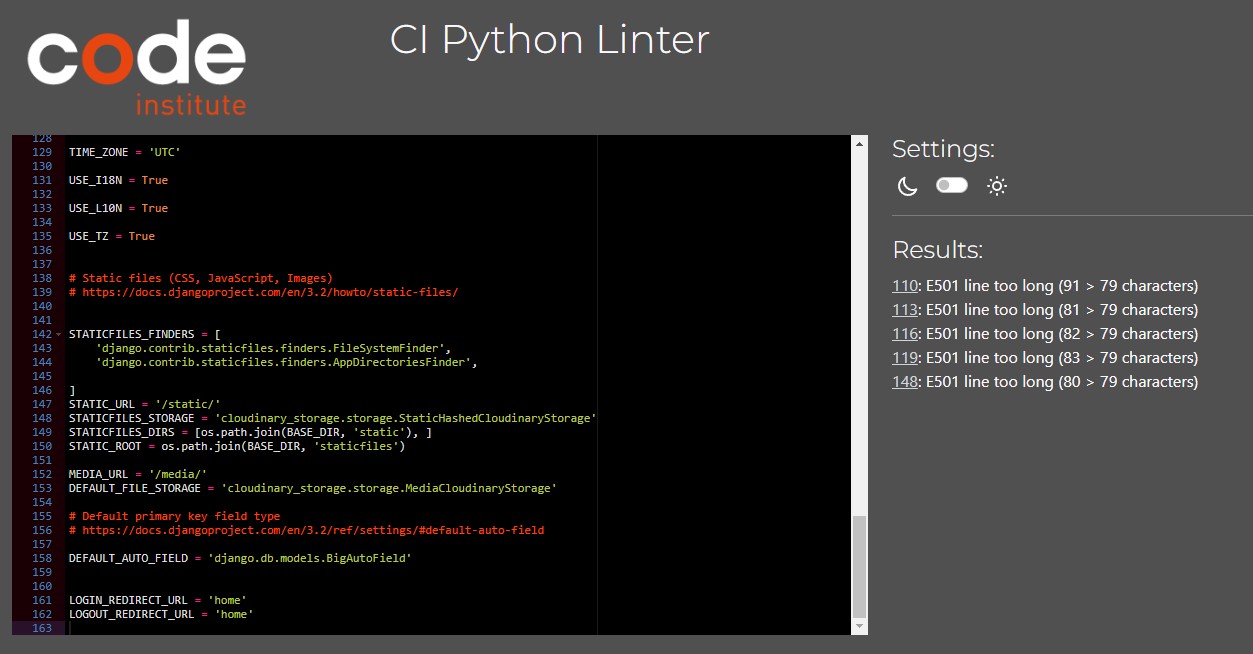 code
institute
CI Python Linter
128
129 TIME_ZONE = 'UTC'
130
131 USE_I18N = True
132
133 USE_L10N = True
134
135 USE_TZ = True
136
137
138 # Static files (CSS, JavaScript, Images)
139 # https://docs.djangoproject.com/en/3.2/howto/static-files/
140
141
142 STATICFILES_FINDERS = [
143     'django.contrib.staticfiles.finders.FileSystemFinder',
144     'django.contrib.staticfiles.finders.AppDirectoriesFinder',
145
146 ]
147 STATIC_URL = '/static/'
148 STATICFILES_STORAGE = 'cloudinary_storage.storage.StaticHashedCloudinaryStorage'
149 STATICFILES_DIRS = [os.path.join(BASE_DIR, 'static'), ]
150 STATIC_ROOT = os.path.join(BASE_DIR, 'staticfiles')
151
152 MEDIA_URL = '/media/'
153 DEFAULT_FILE_STORAGE = 'cloudinary_storage.storage.MediaCloudinaryStorage'
154
155 # Default primary key field type
156 # https://docs.djangoproject.com/en/3.2/ref/settings/#default-auto-field
157
158 DEFAULT_AUTO_FIELD = 'django.db.models.BigAutoField'
159
160
161 LOGIN_REDIRECT_URL = 'home'
162 LOGOUT_REDIRECT_URL = 'home'
163
Settings:
Results:
110: E501 line too long (91 > 79 characters)
113: E501 line too long (81 > 79 characters)
116: E501 line too long (82 > 79 characters)
119: E501 line too long (83 > 79 characters)
148: E501 line too long (80 > 79 characters)